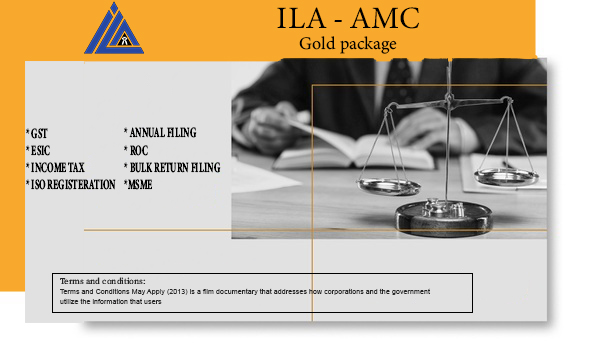 ILA - AMC
Gold package
* GST
* ESIC
* INCOME TAX
* ISO REGISTERATION
* ANNUAL FILING
* ROC
* BULK RETURN FILING
*MSME
Terms and conditions:
Terms and Conditions May Apply (2013) is a film documentary that addresses how corporations and the government
utilize the information that users